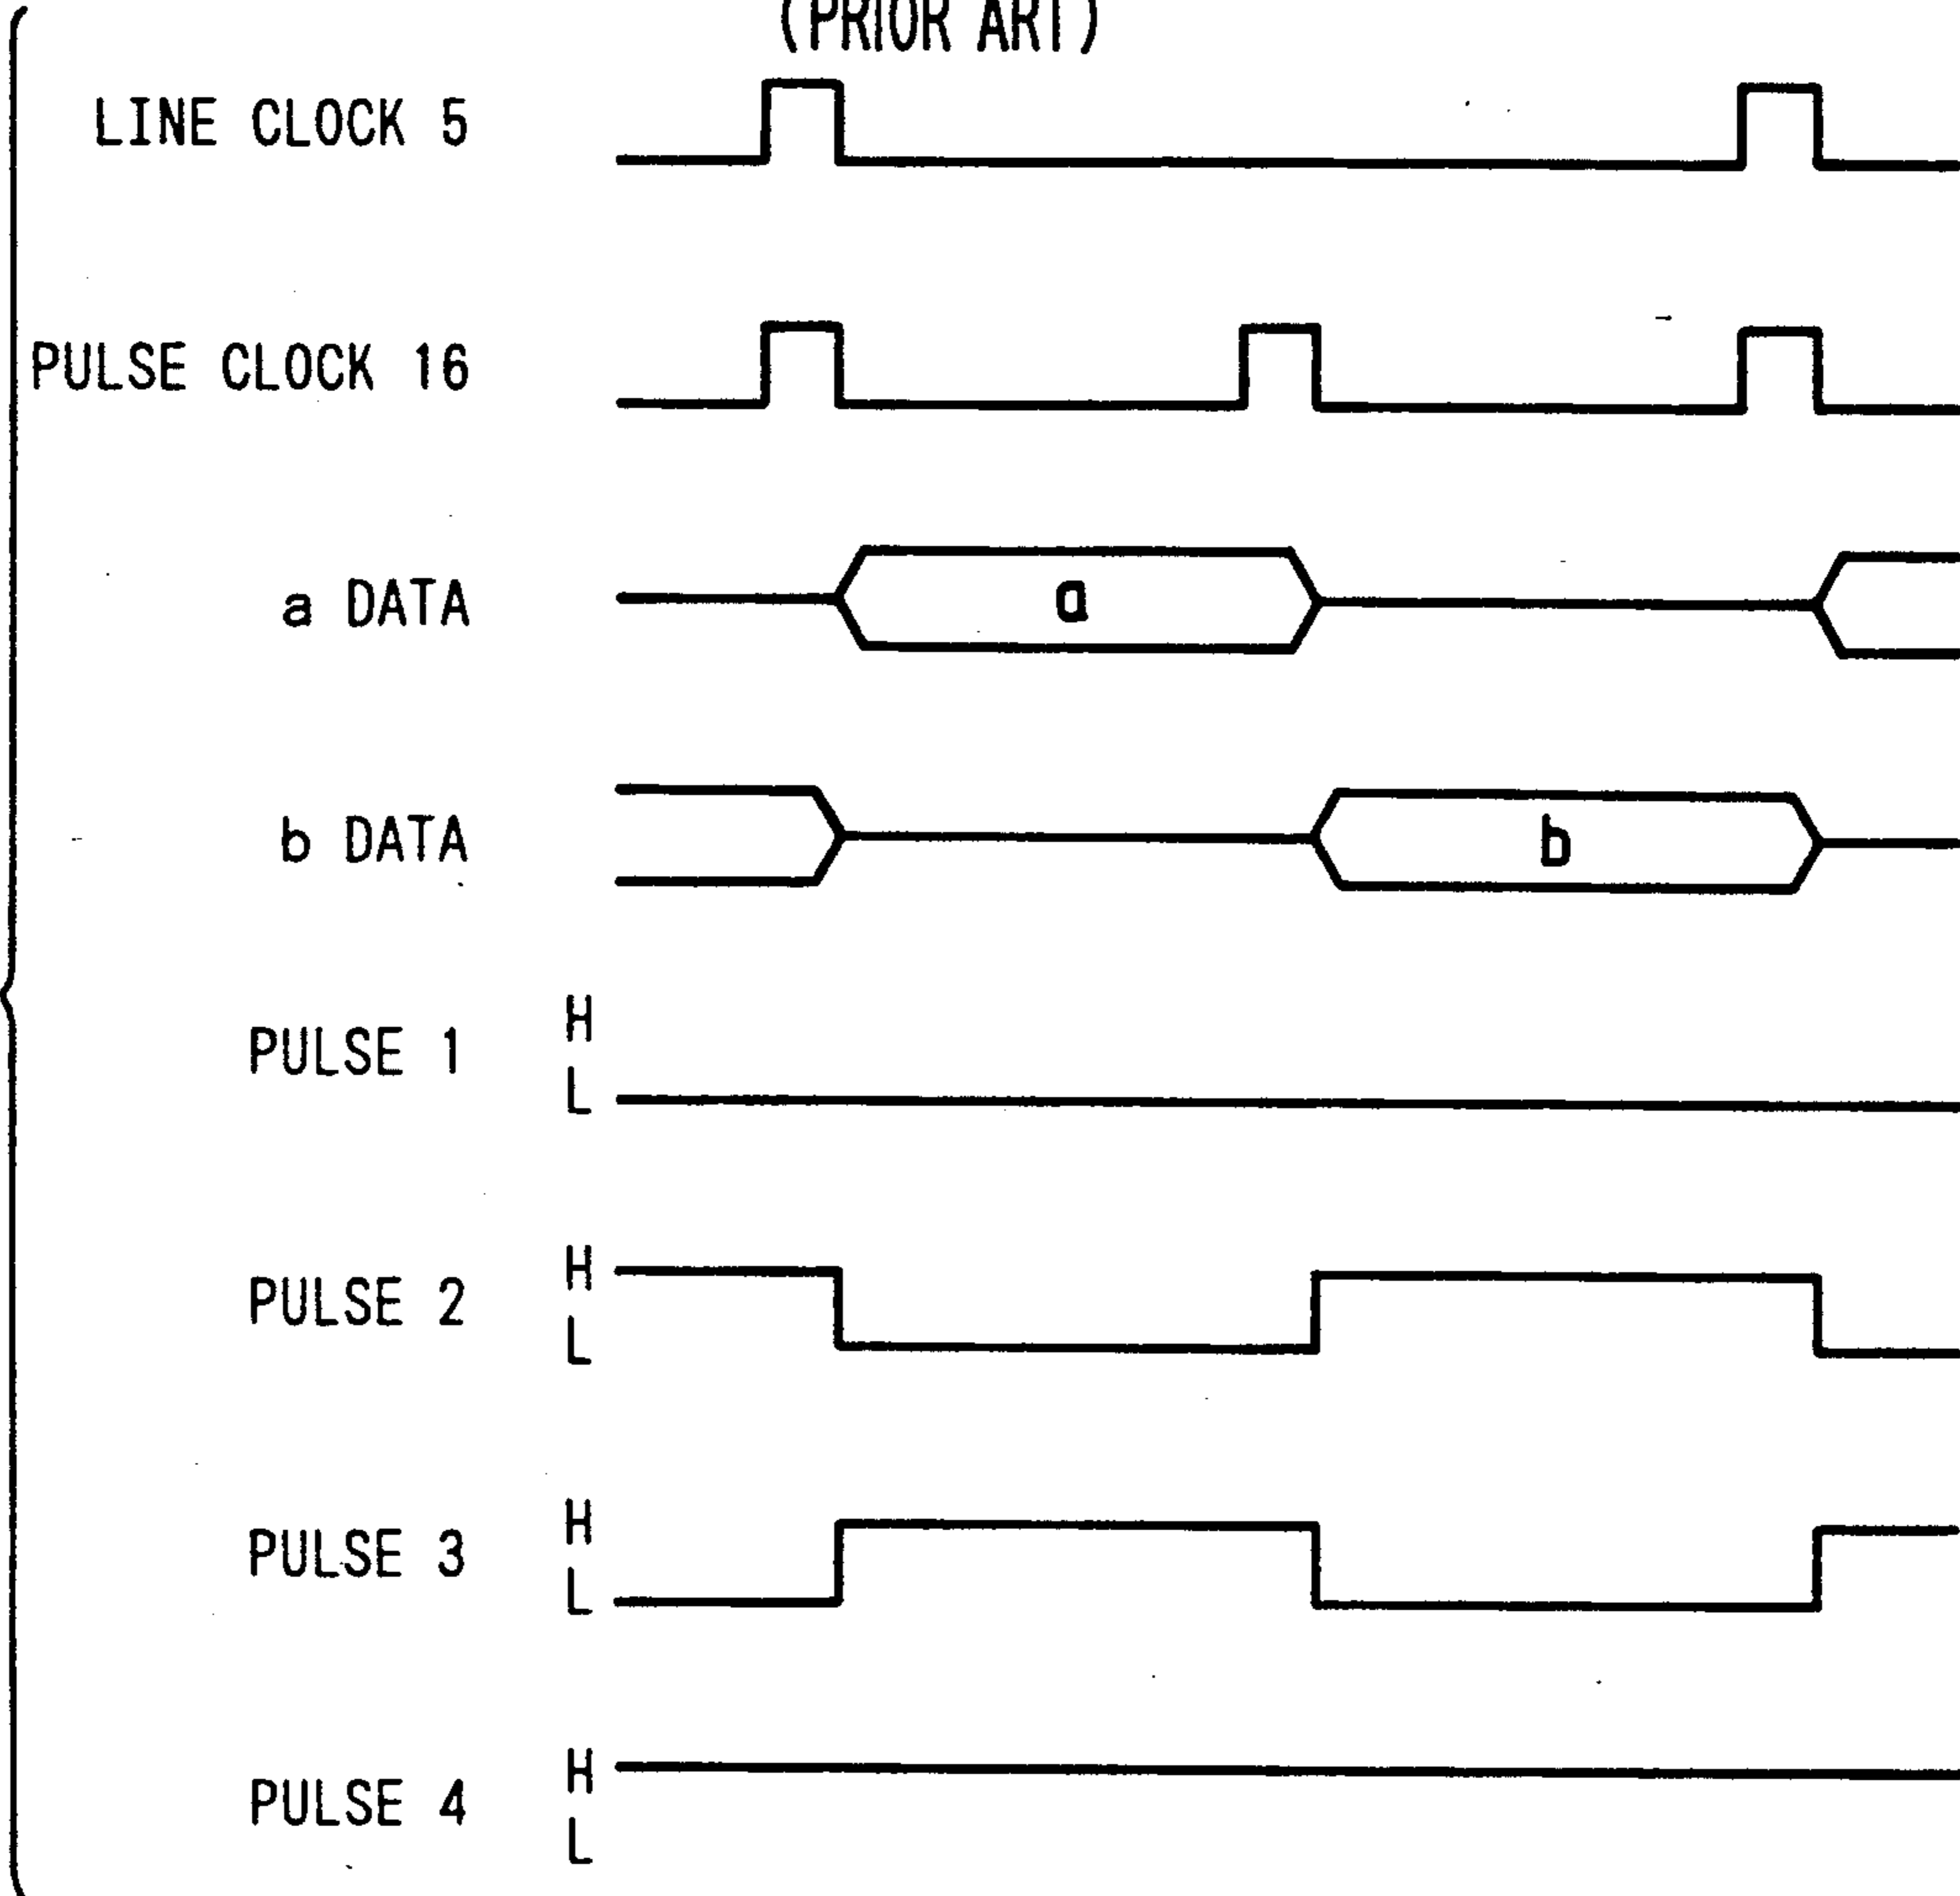 (PRIOR ART)
LINE CLOCK 5
PULSE CLOCK 16
a DATA
a
b DATA
b
PULSE 1
H
L
PULSE 2
H
L
PULSE 3
H
L
PULSE 4
H
L